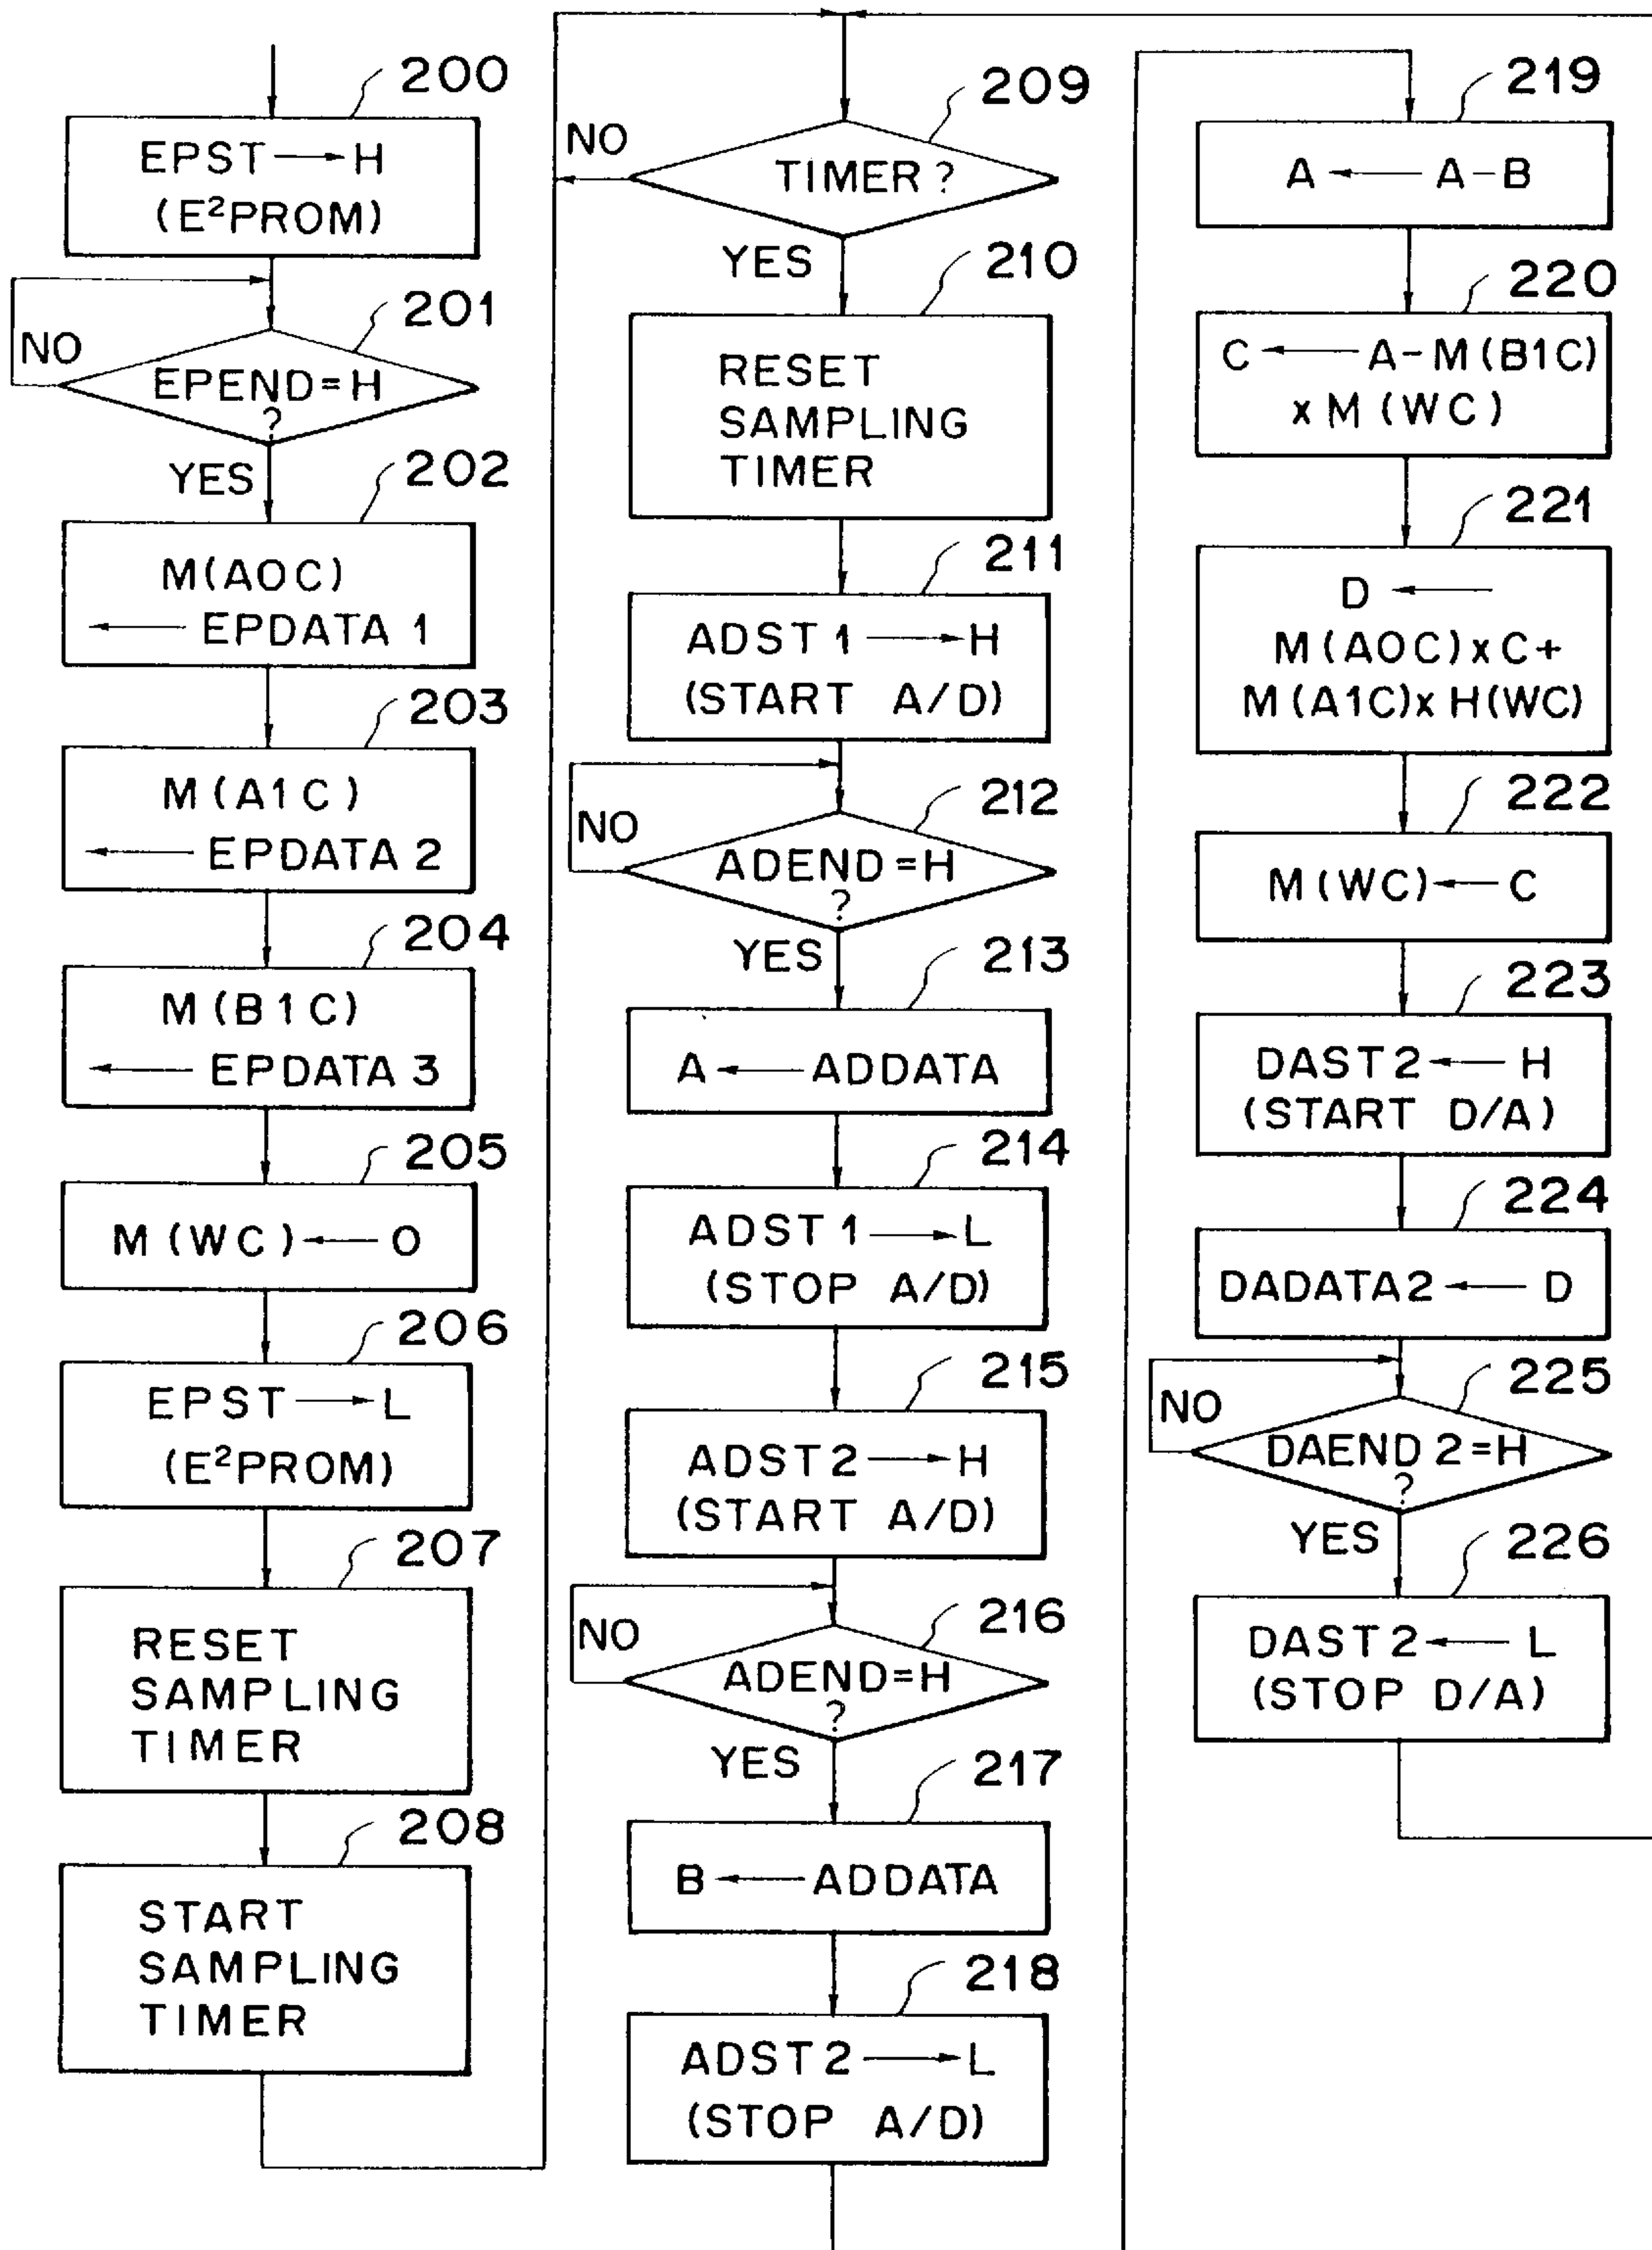 200
EPST → H
(E²PROM)
201
NO
EPEND = H
?
YES
202
M(A0C)
← EPDATA 1
203
M(A1C)
← EPDATA 2
204
M(B1C)
← EPDATA 3
205
M(WC) ← 0
206
EPST → L
(E²PROM)
207
RESET
SAMPLING
TIMER
208
START
SAMPLING
TIMER
209
NO
TIMER ?
YES
210
RESET
SAMPLING
TIMER
211
ADST 1 → H
(START A/D)
212
NO
ADEND = H
?
YES
213
A ← ADDATA
214
ADST 1 → L
(STOP A/D)
215
ADST 2 → H
(START A/D)
216
NO
ADEND = H
?
YES
217
B ← ADDATA
218
ADST 2 → L
(STOP A/D)
219
A ← A - B
220
C ← A - M(B1C)
x M(WC)
221
D ←
M(A0C) x C +
M(A1C) x H(WC)
222
M(WC) ← C
223
DAST 2 ← H
(START D/A)
224
DADATA 2 ← D
225
NO
DAEND 2 = H
?
YES
226
DAST 2 ← L
(STOP D/A)